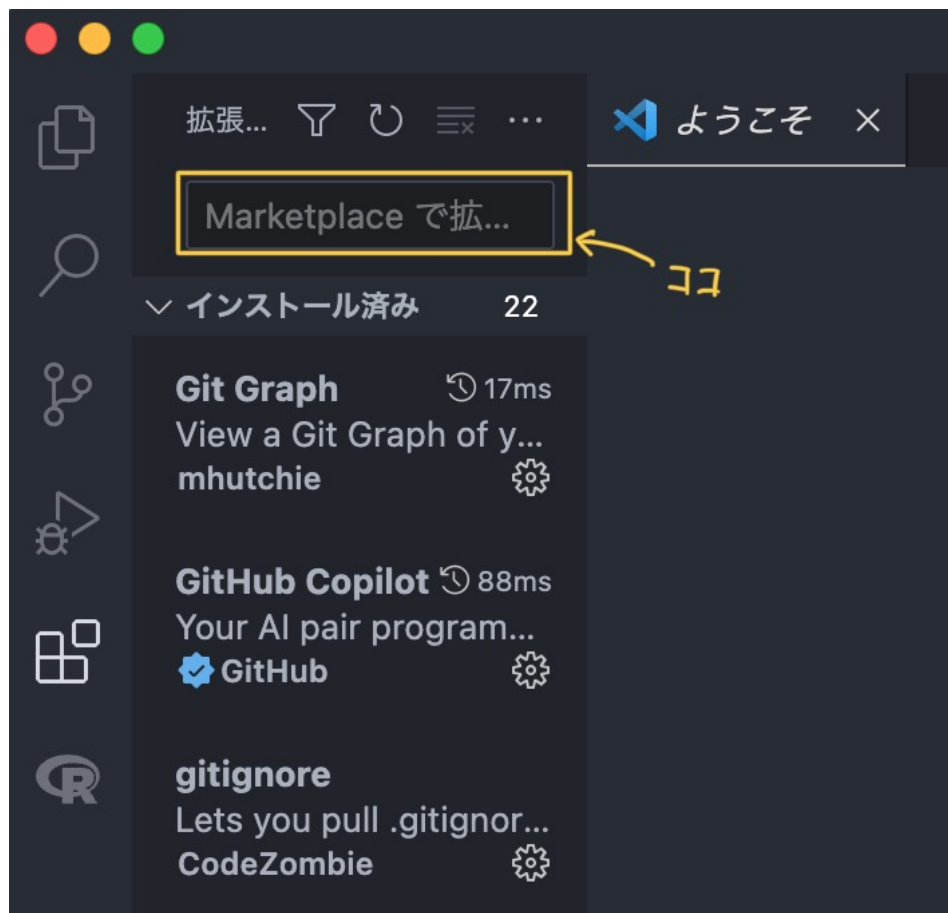 拡張...
ようこそ
Marketplace で拡...
ココ
インストール済み 22
Git Graph 17ms
View a Git Graph of y...
mhutchie
GitHub Copilot 88ms
Your AI pair program...
GitHub
gitignore
Lets you pull .gitignor...
CodeZombie
R